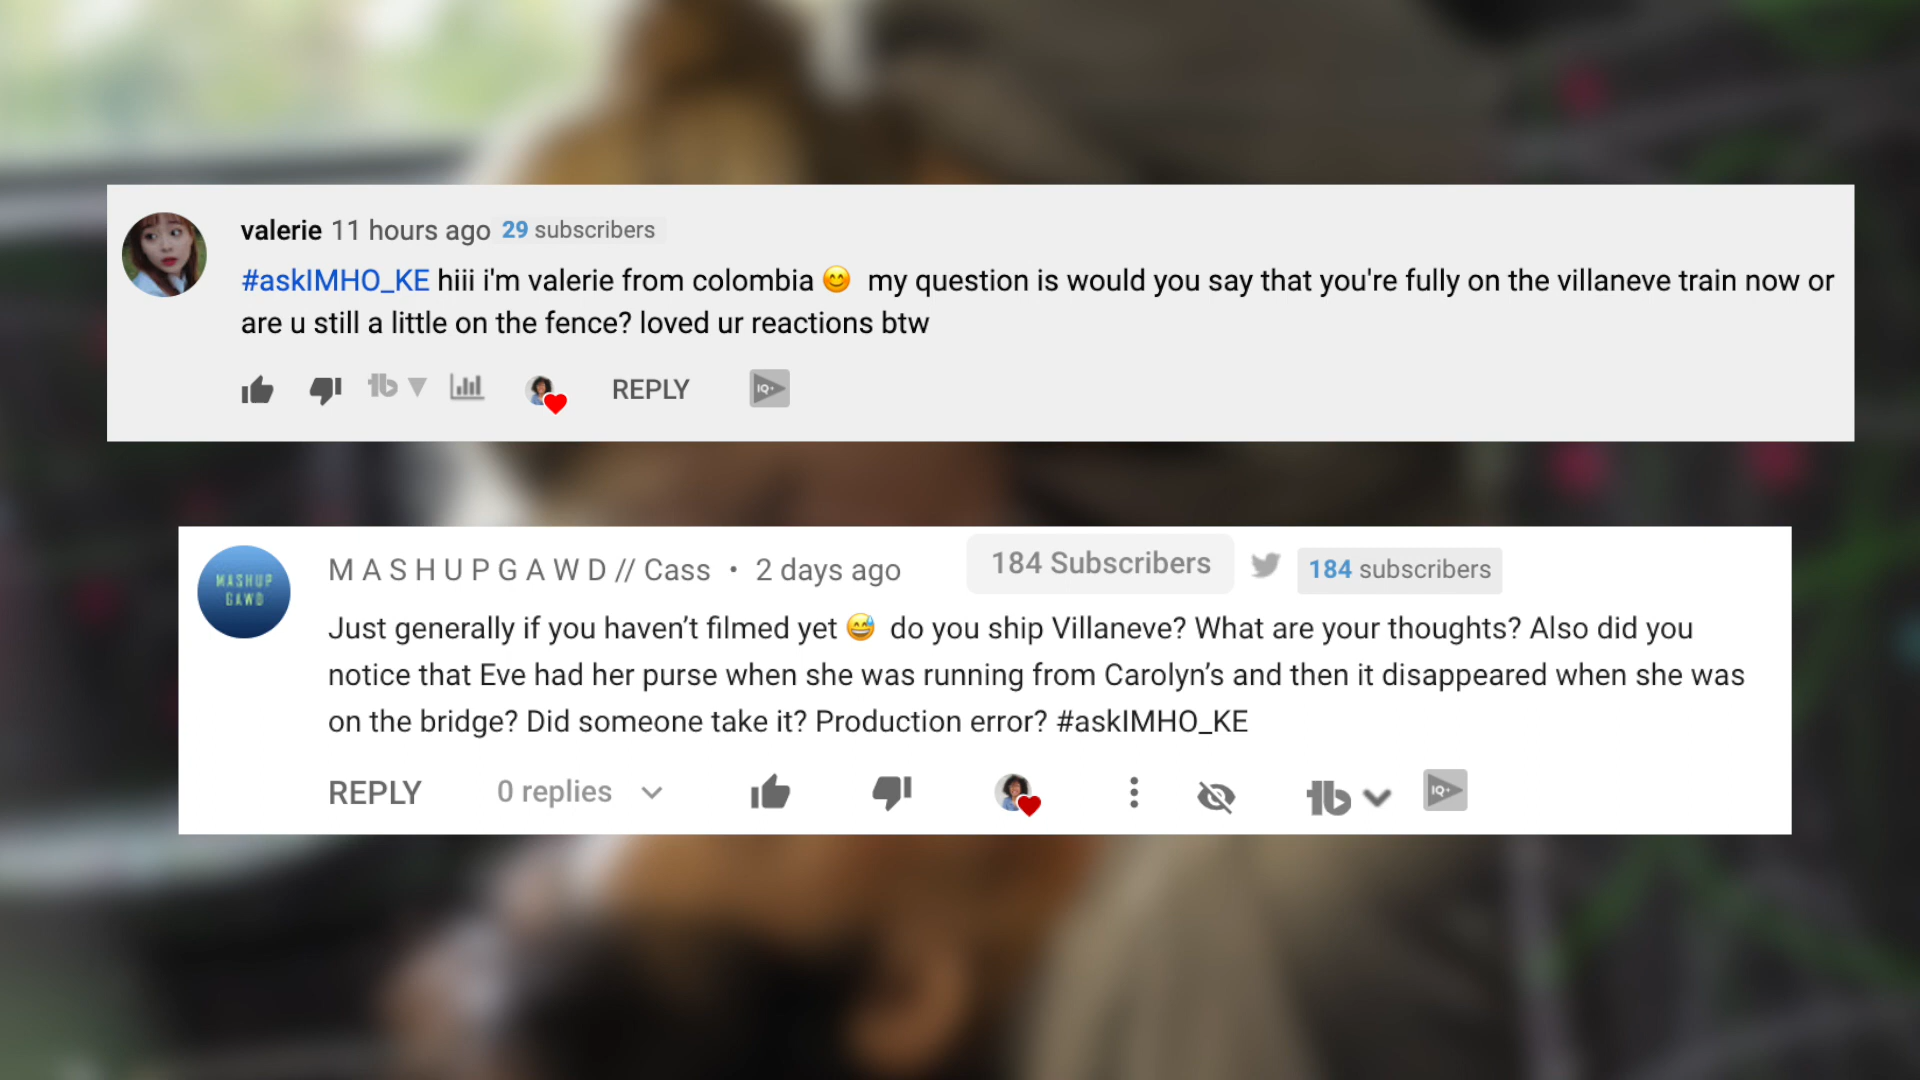 valerie 11 hours ago 29 subscribers
#askIMHO_KE hiii i'm valerie from colombia 😊 my question is would you say that you're fully on the villaneve train now or
are u still a little on the fence? loved ur reactions btw
REPLY IQ+
MASHUP
GAWD
M A S H U P G A W D // Cass • 2 days ago 184 Subscribers 184 subscribers
Just generally if you haven’t filmed yet 😅 do you ship Villaneve? What are your thoughts? Also did you
notice that Eve had her purse when she was running from Carolyn’s and then it disappeared when she was
on the bridge? Did someone take it? Production error? #askIMHO_KE
REPLY 0 replies IQ+